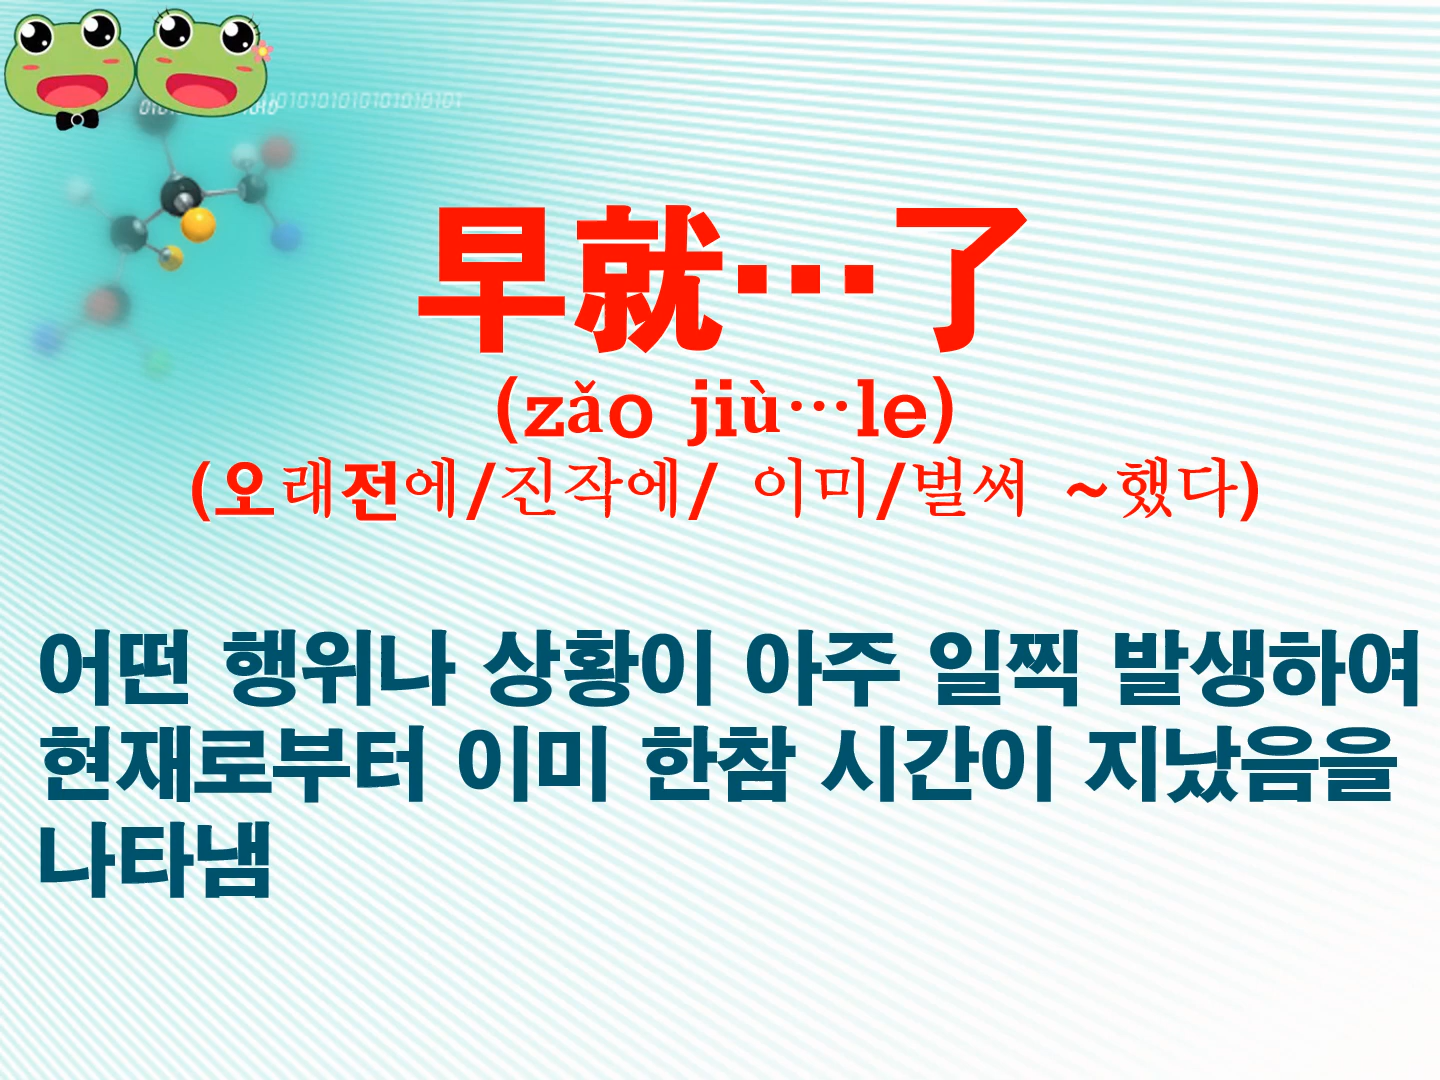 01010101010101010101
早就…了
(zǎo jiù…le)
(오래전에/진작에/ 이미/벌써 ~했다)
어떤 행위나 상황이 아주 일찍 발생하여
현재로부터 이미 한참 시간이 지났음을
나타냄